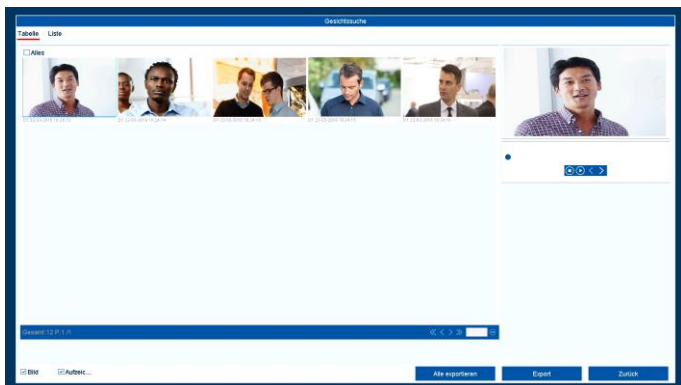 Gesichtssuche
Tabelle Liste
Alles
Gesamt:12 P:1 /1
Bild Aufzeic... Alle exportieren Export Zurück